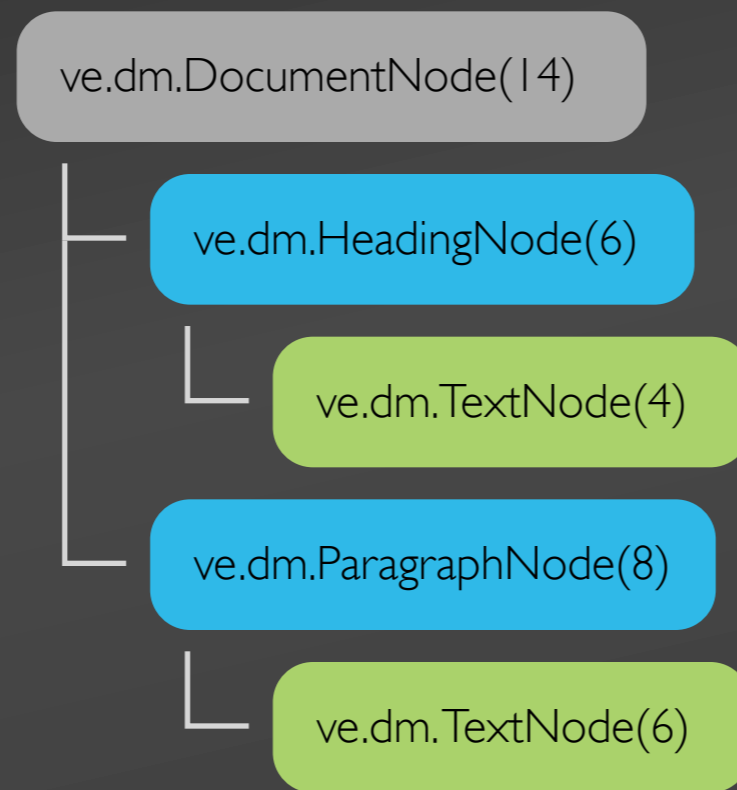 ve.dm.DocumentNode(14)
ve.dm.HeadingNode(6)
ve.dm.TextNode(4)
ve.dm.ParagraphNode(8)
ve.dm.TextNode(6)